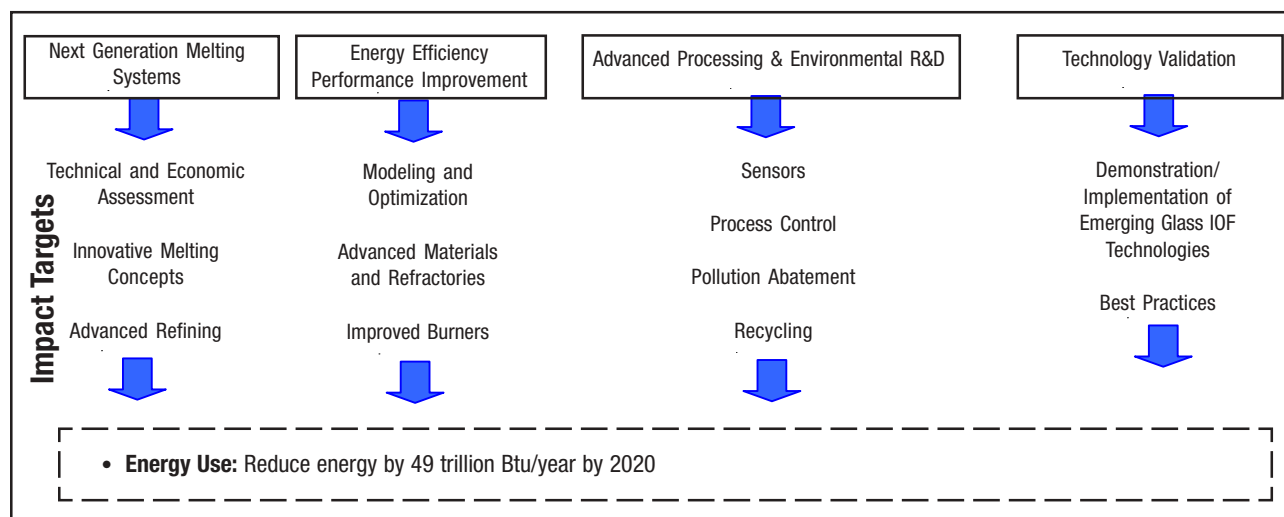 Next Generation Melting
Systems
Energy Efficiency
Performance Improvement
Advanced Processing & Environmental R&D
Technology Validation
Impact Targets
Technical and Economic
Assessment
Innovative Melting
Concepts
Advanced Refining
Modeling and
Optimization
Advanced Materials
and Refractories
Improved Burners
Sensors
Process Control
Pollution Abatement
Recycling
Demonstration/
Implementation of
Emerging Glass IOF
Technologies
Best Practices
• Energy Use: Reduce energy by 49 trillion Btu/year by 2020